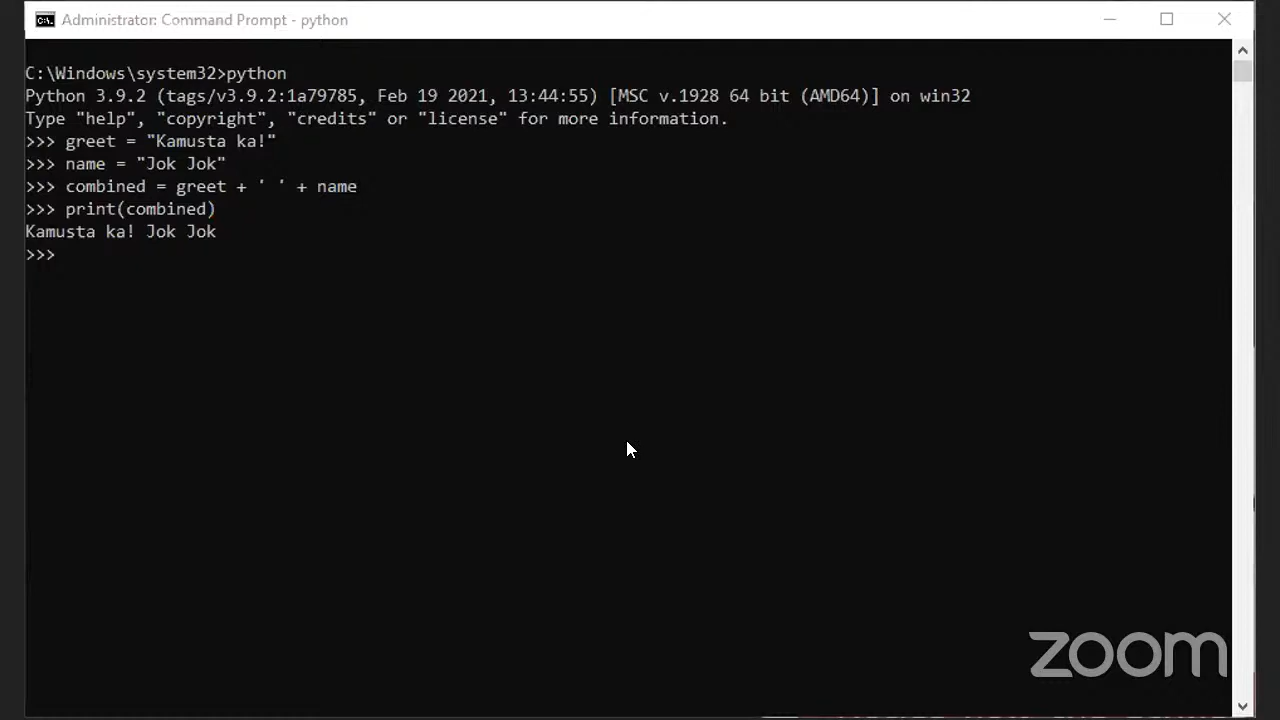 Administrator: Command Prompt - python
C:\Windows\system32>python
Python 3.9.2 (tags/v3.9.2:1a79785, Feb 19 2021, 13:44:55) [MSC v.1928 64 bit (AMD64)] on win32
Type "help", "copyright", "credits" or "license" for more information.
>>> greet = "Kamusta ka!"
>>> name = "Jok Jok"
>>> combined = greet + ' ' + name
>>> print(combined)
Kamusta ka! Jok Jok
>>>
zoom